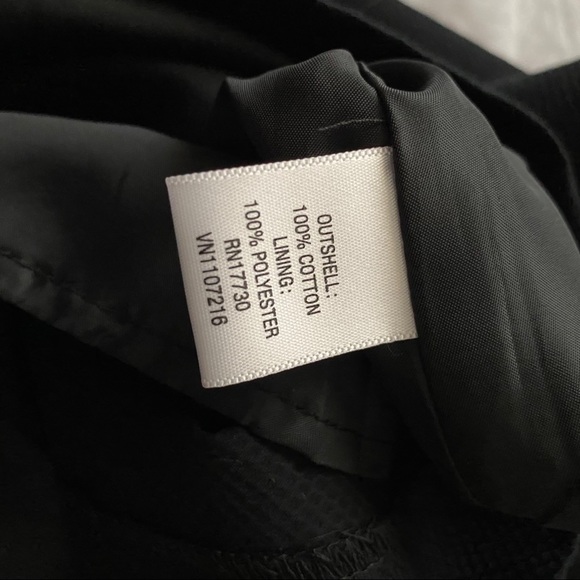 OUTSHELL:
100% COTTON
LINING:
100% POLYESTER
RN17730
VN1107216